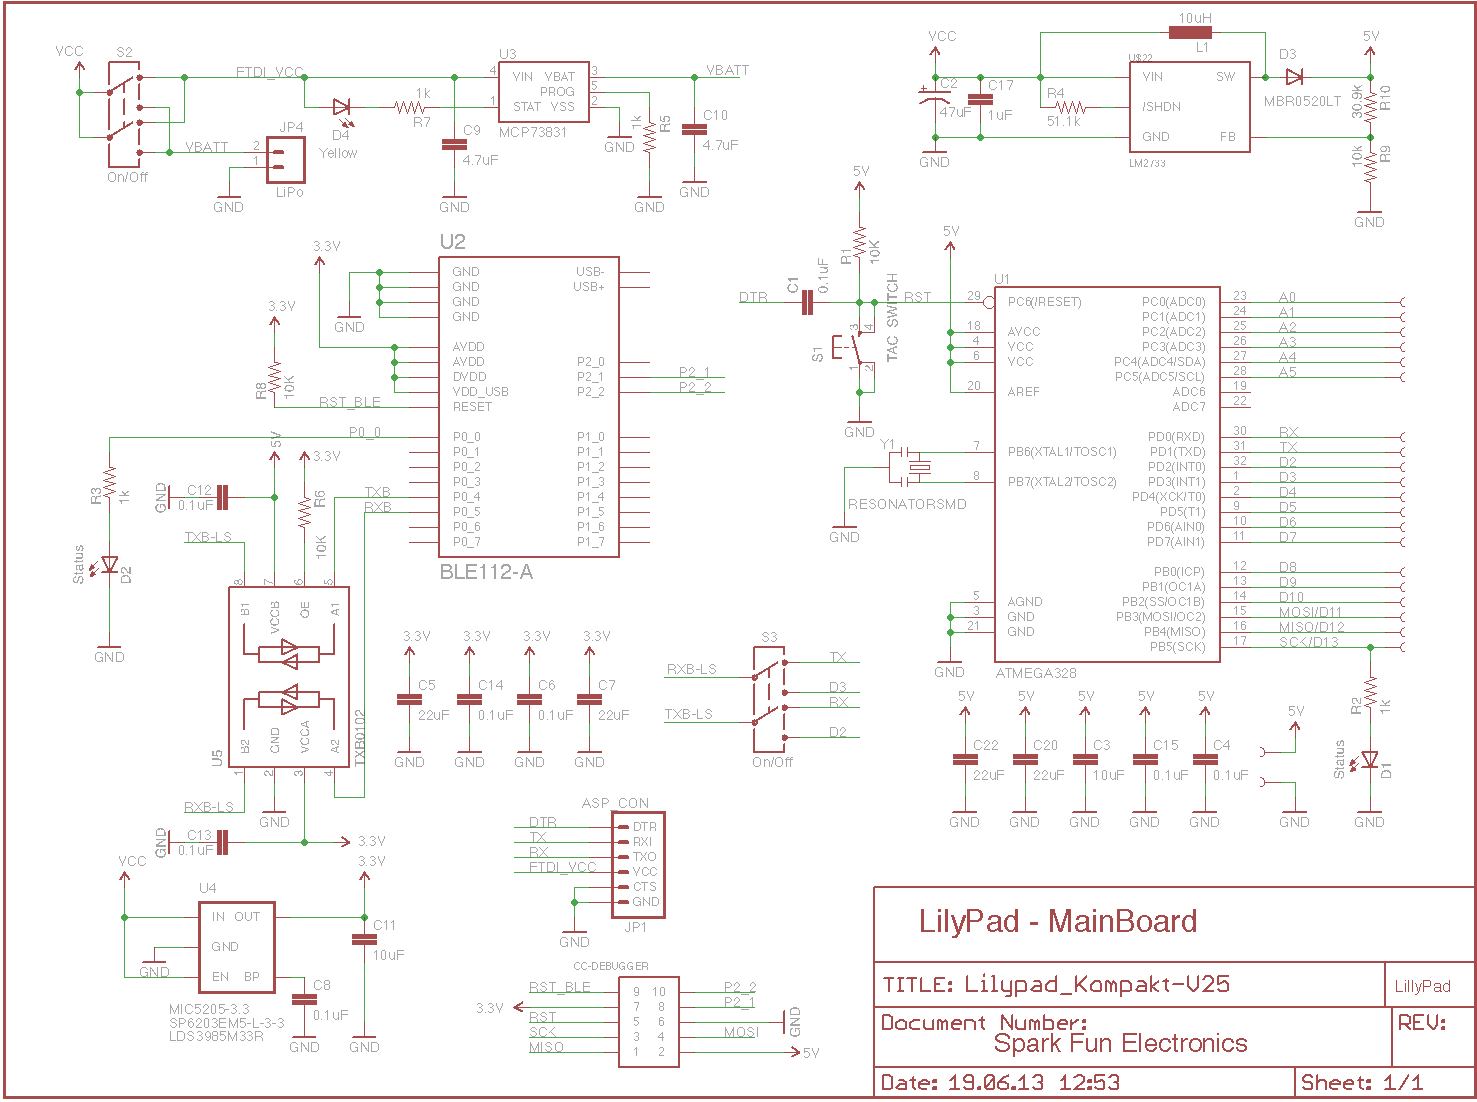 VCC
S2
On/Off
FTDI_VCC
VBATT
JP4
2
1
LiPo
GND
D4
Yellow
1k
R7
C9
4.7uF
GND
U3
4 VIN VBAT 3
PROG 5
1 STAT VSS 2
MCP73831
GND
1k
R5
GND
VBATT
C10
4.7uF
GND
VCC
C2
47uF
C17
1uF
GND
R4
51.1k
10uH
L1
U$22
VIN SW
/SHDN
GND FB
LM2733
D3
MBR0520LT
5V
30.9k
R10
10k
R9
GND
3.3V
U2
GND USB-
GND USB+
GND
GND
AVDD
AVDD P2_0
DVDD P2_1
VDD_USB P2_2
RESET
P0_0 P1_0
P0_1 P1_1
P0_2 P1_2
P0_3 P1_3
P0_4 P1_4
P0_5 P1_5
P0_6 P1_6
P0_7 P1_7
BLE112-A
GND
3.3V
R8
10K
RST_BLE
P0_0
P2_1
P2_2
TXB
RXB
R3
1k
Status
D2
GND
5V
3.3V
GND
C12
0.1uF
R6
10K
TXB-LS
8 7 6 5
B1 VCCB OE A1
B2 GND VCCA A2
1 2 3 4
U5
TXB0102
RXB-LS
GND
GND
C13
0.1uF
3.3V
5V
R1
10K
DTR
C1
0.1uF
RST
S1
3 4
1 2
TAC SWITCH
GND
Y1
RESONATORSMD
GND
5V
U1
29 PC6(/RESET)
18 AVCC
4 VCC
6 VCC
20 AREF
7 PB6(XTAL1/TOSC1)
8 PB7(XTAL2/TOSC2)
5 AGND
3 GND
21 GND
GND
ATMEGA328
PC0(ADC0) 23 A0
PC1(ADC1) 24 A1
PC2(ADC2) 25 A2
PC3(ADC3) 26 A3
PC4(ADC4/SDA) 27 A4
PC5(ADC5/SCL) 28 A5
ADC6 19
ADC7 22
PD0(RXD) 30 RX
PD1(TXD) 31 TX
PD2(INT0) 32 D2
PD3(INT1) 1 D3
PD4(XCK/T0) 2 D4
PD5(T1) 9 D5
PD6(AIN0) 10 D6
PD7(AIN1) 11 D7
PB0(ICP) 12 D8
PB1(OC1A) 13 D9
PB2(SS/OC1B) 14 D10
PB3(MOSI/OC2) 15 MOSI/D11
PB4(MISO) 16 MISO/D12
PB5(SCK) 17 SCK/D13
R2
1k
Status
D1
GND
3.3V 3.3V 3.3V 3.3V
C5 C14 C6 C7
22uF 0.1uF 0.1uF 22uF
GND GND GND GND
S3
RXB-LS
TXB-LS
TX
D3
RX
D2
On/Off
5V 5V 5V 5V 5V
C22 C20 C3 C15 C4
22uF 22uF 10uF 0.1uF 0.1uF
GND GND GND GND GND
5V
GND
VCC
U4
IN OUT
GND
EN BP
GND
MIC5205-3.3
SP6203EM5-L-3-3
LDS3985M33R
C8
0.1uF
GND
3.3V
C11
10uF
GND
ASP_CON
DTR DTR
TX RXI
RX TXO
FTDI_VCC VCC
CTS
GND
JP1
GND
CC-DEBUGGER
RST_BLE 9 10 P2_2
3.3V 7 8 P2_1
RST 5 6 GND
SCK 3 4 MOSI
MISO 1 2 5V
LilyPad - MainBoard
TITLE: Lilypad_Kompakt-V25
LillyPad
Document Number:
Spark Fun Electronics
REV:
Date: 19.06.13 12:53
Sheet: 1/1